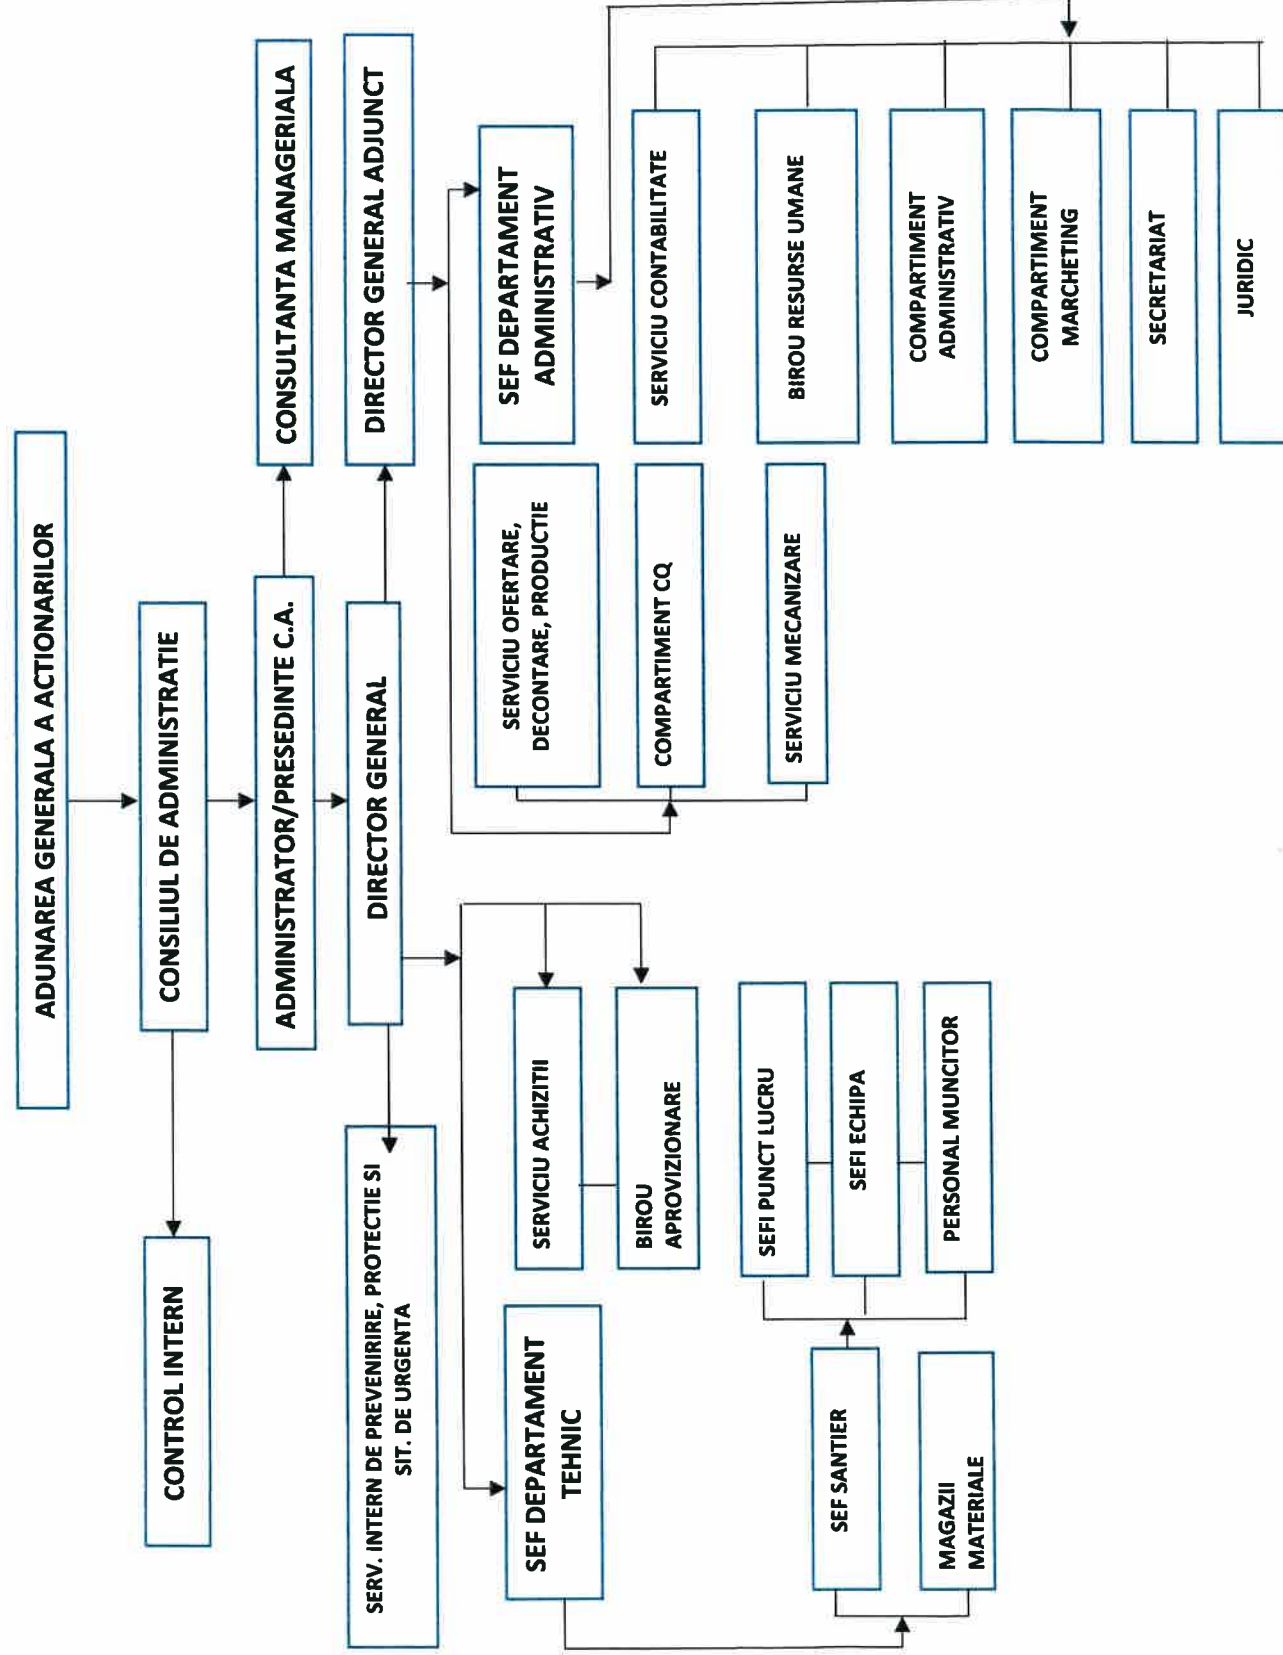 ADUNAREA GENERALA A ACTIONARILOR
CONTROL INTERN
CONSILIUL DE ADMINISTRATIE
ADMINISTRATOR/PRESEDINTE C.A.
CONSULTANTA MANAGERIALA
SERV. INTERN DE PREVENIRE, PROTECTIE SI
SIT. DE URGENTA
DIRECTOR GENERAL
DIRECTOR GENERAL ADJUNCT
SEF DEPARTAMENT
TEHNIC
SERVICIU ACHIZITII
BIROU
APROVIZIONARE
SERVICIU OFERTARE,
DECONTARE, PRODUCTIE
SEF DEPARTAMENT
ADMINISTRATIV
COMPARTIMENT CQ
SERVICIU CONTABILITATE
SERVICIU MECANIZARE
BIROU RESURSE UMANE
SEFI PUNCT LUCRU
SEF SANTIER
SEFI ECHIPA
COMPARTIMENT
ADMINISTRATIV
MAGAZII
MATERIALE
PERSONAL MUNCITOR
COMPARTIMENT
MARCHETING
SECRETARIAT
JURIDIC